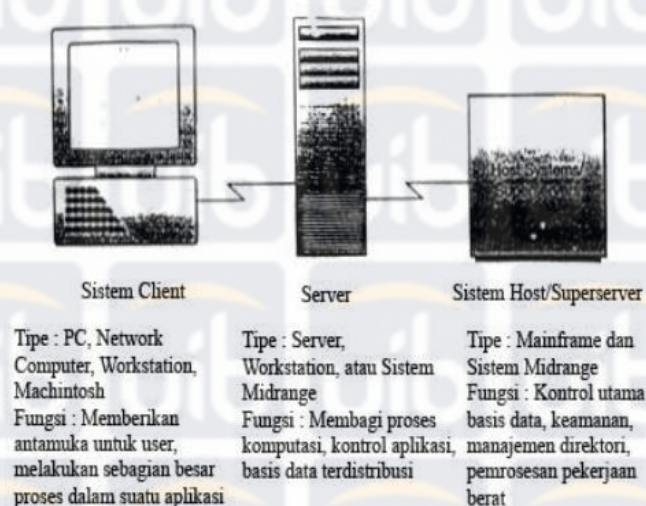 Host Systems/
Sistem Client
Server
Sistem Host/Superserver
Tipe : PC, Network
Computer, Workstation,
Machintosh
Fungsi : Memberikan
antamuka untuk user,
melakukan sebagian besar
proses dalam suatu aplikasi
Tipe : Server,
Workstation, atau Sistem
Midrange
Fungsi : Membagi proses
komputasi, kontrol aplikasi,
basis data terdistribusi
Tipe : Mainframe dan
Sistem Midrange
Fungsi : Kontrol utama
basis data, keamanan,
manajemen direktori,
pemrosesan pekerjaan
berat